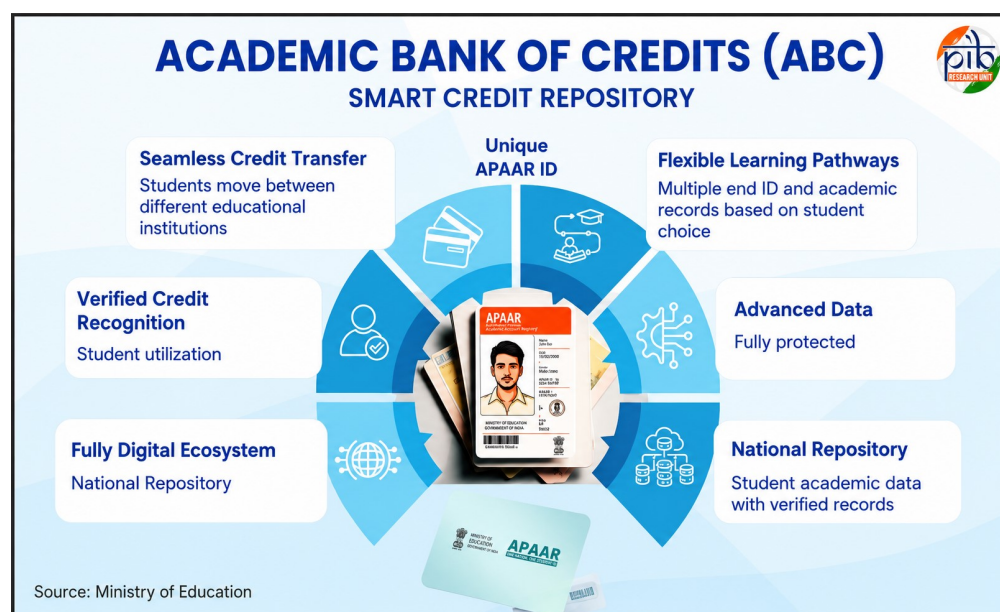 ACADEMIC BANK OF CREDITS (ABC)
SMART CREDIT REPOSITORY
pib
RESEARCH UNIT
Unique
APAAR ID
Seamless Credit Transfer
Students move between
different educational
institutions
Flexible Learning Pathways
Multiple end ID and academic
records based on student
choice
Verified Credit
Recognition
Student utilization
Advanced Data
Fully protected
Fully Digital Ecosystem
National Repository
National Repository
Student academic data
with verified records
APAAR
MINISTRY OF EDUCATION
GOVERNMENT OF INDIA
MINISTRY OF
EDUCATION
GOVERNMENT OF INDIA
APAAR
Source: Ministry of Education